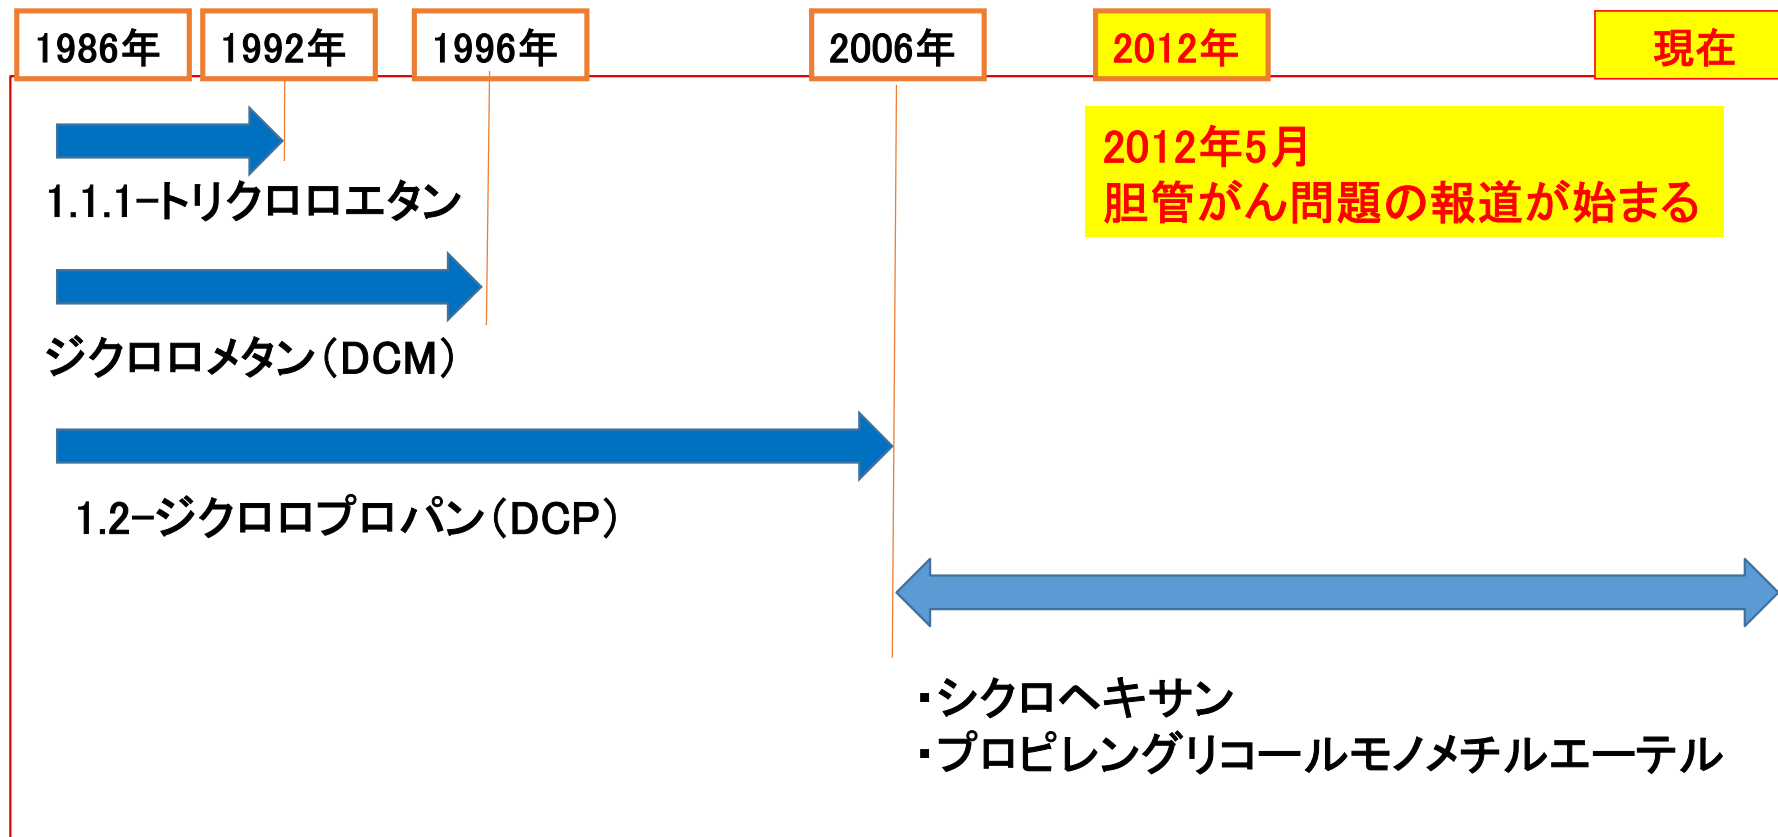 1986年
1992年
1996年
2006年
2012年
現在
2012年5月
胆管がん問題の報道が始まる
1.1.1-トリクロロエタン
ジクロロメタン(DCM)
1.2-ジクロロプロパン(DCP)
・シクロヘキサン
・プロピレングリコールモノメチルエーテル